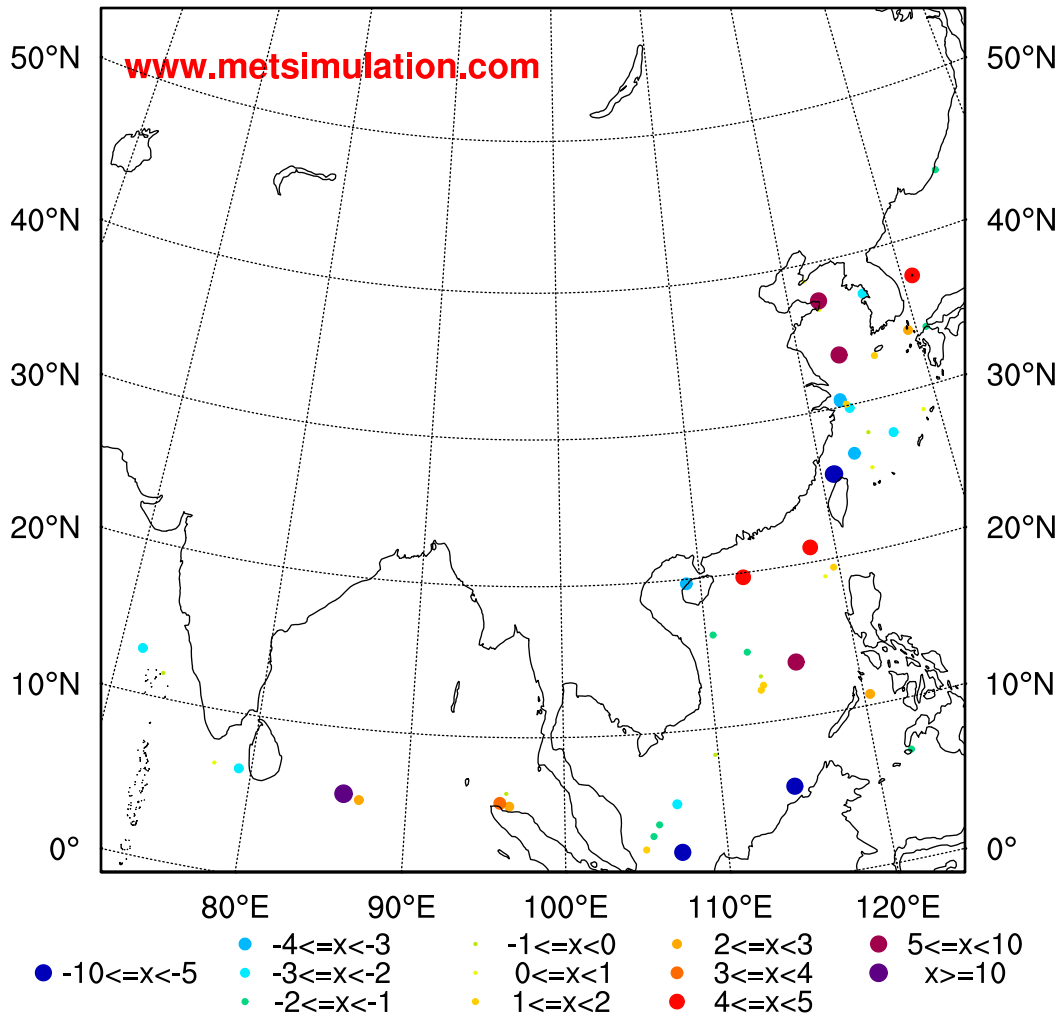 www.metsimulation.com
50°N 50°N
40°N 40°N
30°N 30°N
20°N 20°N
10°N 10°N
0° 0°
80°E 90°E 100°E 110°E 120°E
-4<=x<-3 -1<=x<0 2<=x<3 5<=x<10
-10<=x<-5 -3<=x<-2 0<=x<1 3<=x<4 x>=10
-2<=x<-1 1<=x<2 4<=x<5